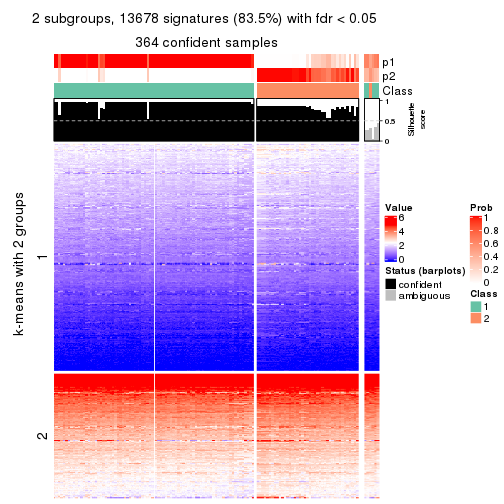 2 subgroups, 13678 signatures (83.5%) with fdr < 0.05
364 confident samples
p1
p2
Class
1
0.5
0
Silhouette
score
k-means with 2 groups
1
2
Value
6
4
2
0
Status (barplots)
confident
ambiguous
Prob
1
0.8
0.6
0.4
0.2
0
Class
1
2